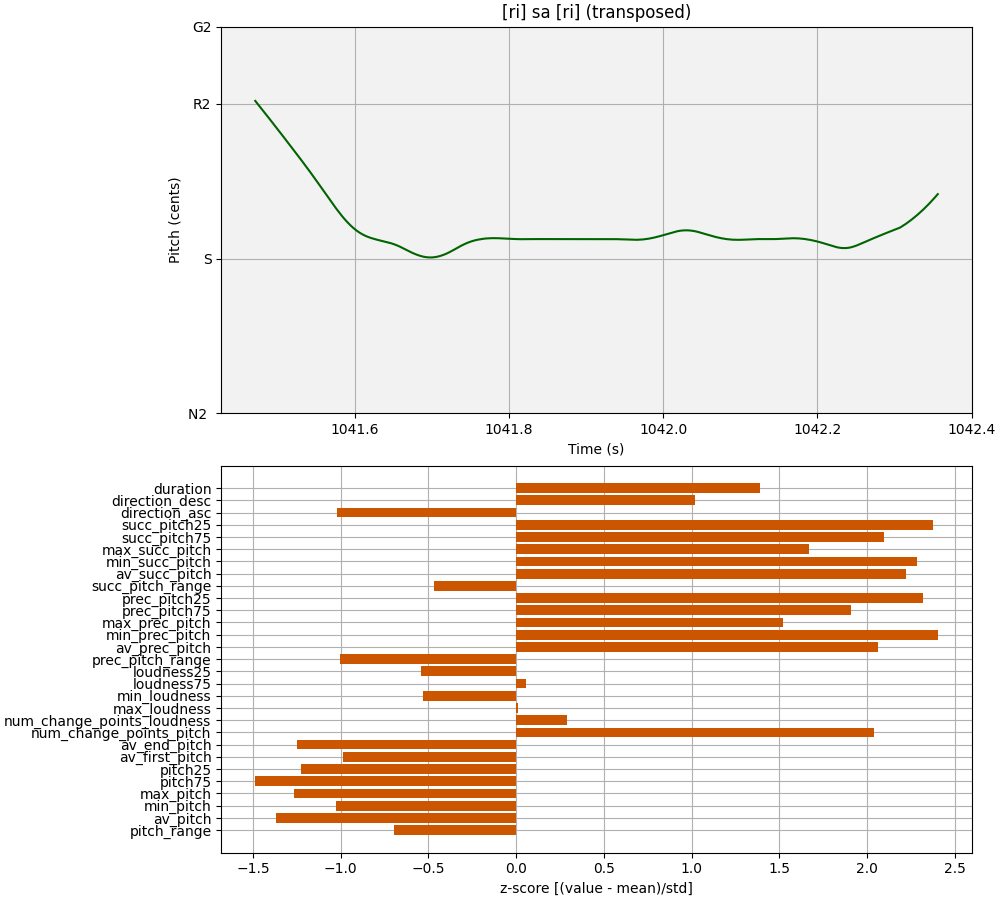 [ri] sa [ri] (transposed)
G2
R2
S
N2
Pitch (cents)
1041.6 1041.8 1042.0 1042.2 1042.4
Time (s)
duration
direction_desc
direction_asc
succ_pitch25
succ_pitch75
max_succ_pitch
min_succ_pitch
av_succ_pitch
succ_pitch_range
prec_pitch25
prec_pitch75
max_prec_pitch
min_prec_pitch
av_prec_pitch
prec_pitch_range
loudness25
loudness75
min_loudness
max_loudness
num_change_points_loudness
num_change_points_pitch
av_end_pitch
av_first_pitch
pitch25
pitch75
max_pitch
min_pitch
av_pitch
pitch_range
−1.5 −1.0 −0.5 0.0 0.5 1.0 1.5 2.0 2.5
z-score [(value - mean)/std]